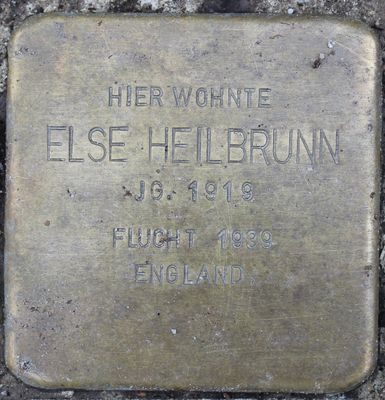 HIER WOHNTE
ELSE HEILBRUNN
JG. 1919
FLUCHT 1939
ENGLAND